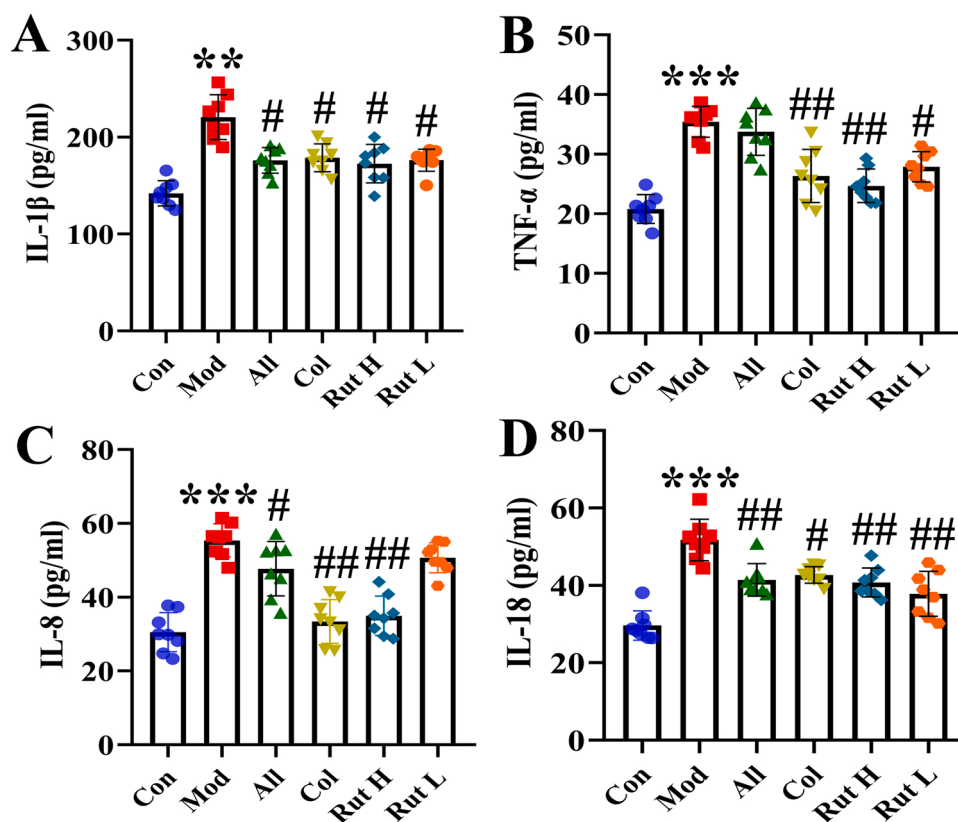 A
IL-1β (pg/ml)
300
200
100
0
**
#
#
#
#
Con
Mod
All
Col
Rut H
Rut L
B
TNF-α (pg/ml)
50
40
30
20
10
0
***
##
##
#
Con
Mod
All
Col
Rut H
Rut L
C
IL-8 (pg/ml)
80
60
40
20
0
***
#
##
##
Con
Mod
All
Col
Rut H
Rut L
D
IL-18 (pg/ml)
80
60
40
20
0
***
##
#
##
##
Con
Mod
All
Col
Rut H
Rut L